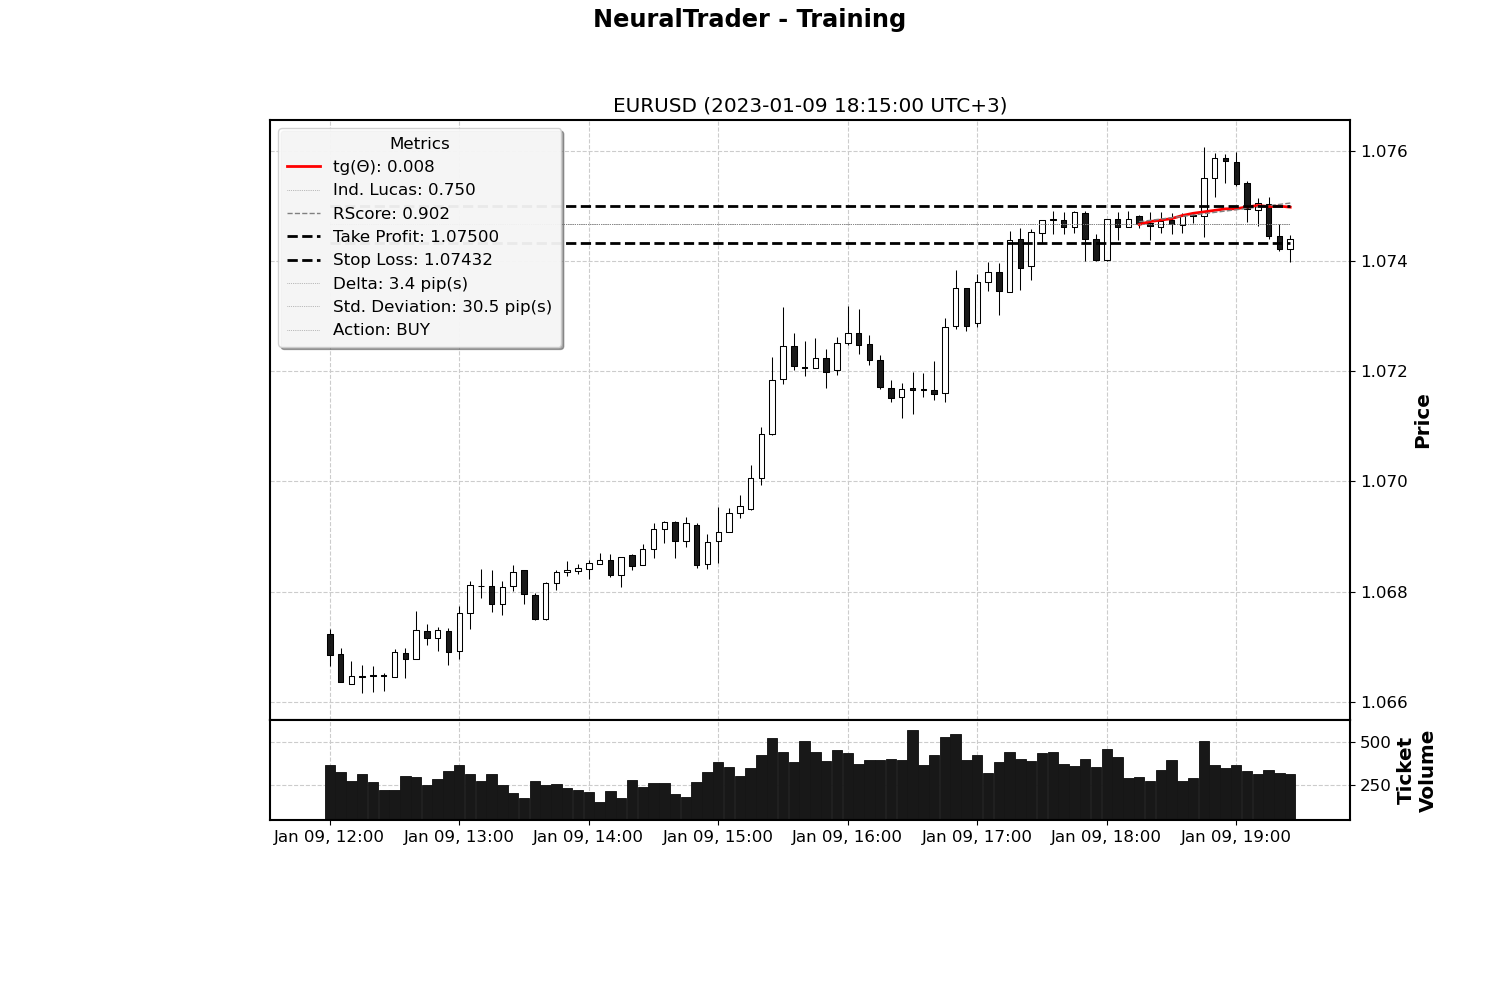 NeuralTrader - Training
EURUSD (2023-01-09 18:15:00 UTC+3)
Metrics
tg(Θ): 0.008
Ind. Lucas: 0.750
RScore: 0.902
Take Profit: 1.07500
Stop Loss: 1.07432
Delta: 3.4 pip(s)
Std. Deviation: 30.5 pip(s)
Action: BUY
1.076
1.074
1.072
1.070
1.068
1.066
Price
500
250
Ticket
Volume
Jan 09, 12:00 Jan 09, 13:00 Jan 09, 14:00 Jan 09, 15:00 Jan 09, 16:00 Jan 09, 17:00 Jan 09, 18:00 Jan 09, 19:00